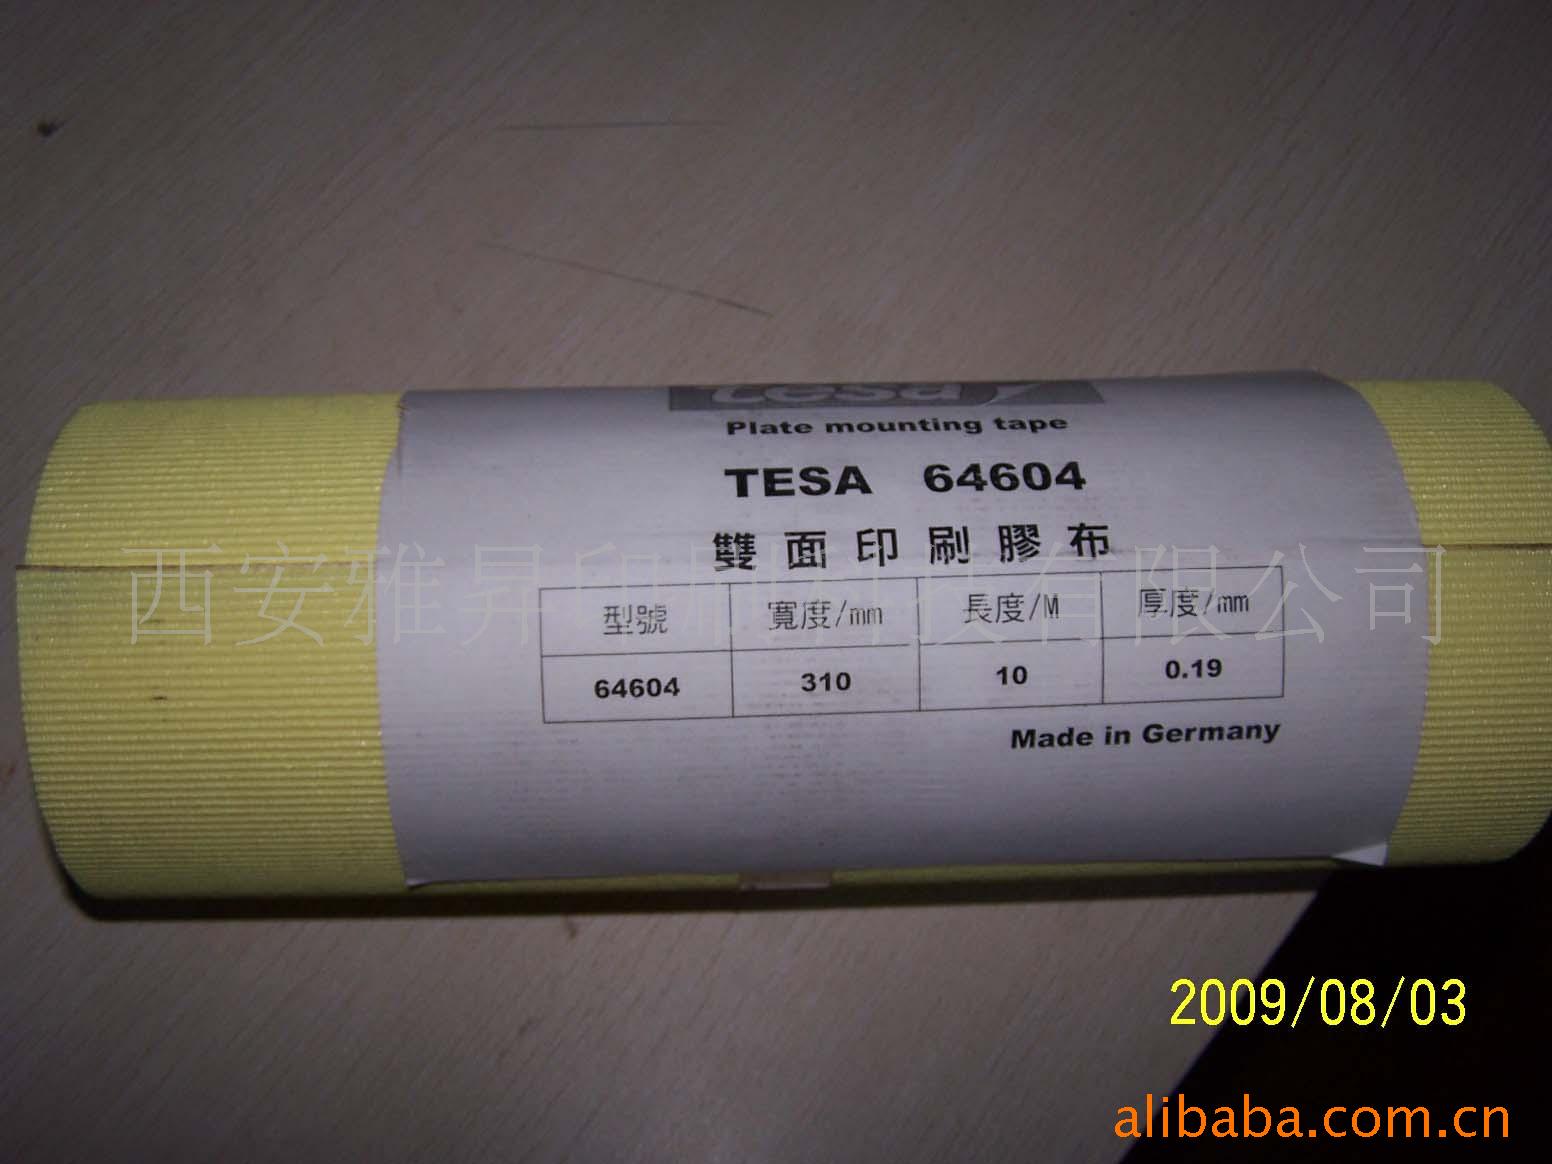 tesa
Plate mounting tape
TESA 64604
雙面印刷膠布
型號 寬度/mm 長度/M 厚度/mm
64604 310 10 0.19
Made in Germany
西安雅昇印刷科技有限公司
2009/08/03
alibaba.com.cn